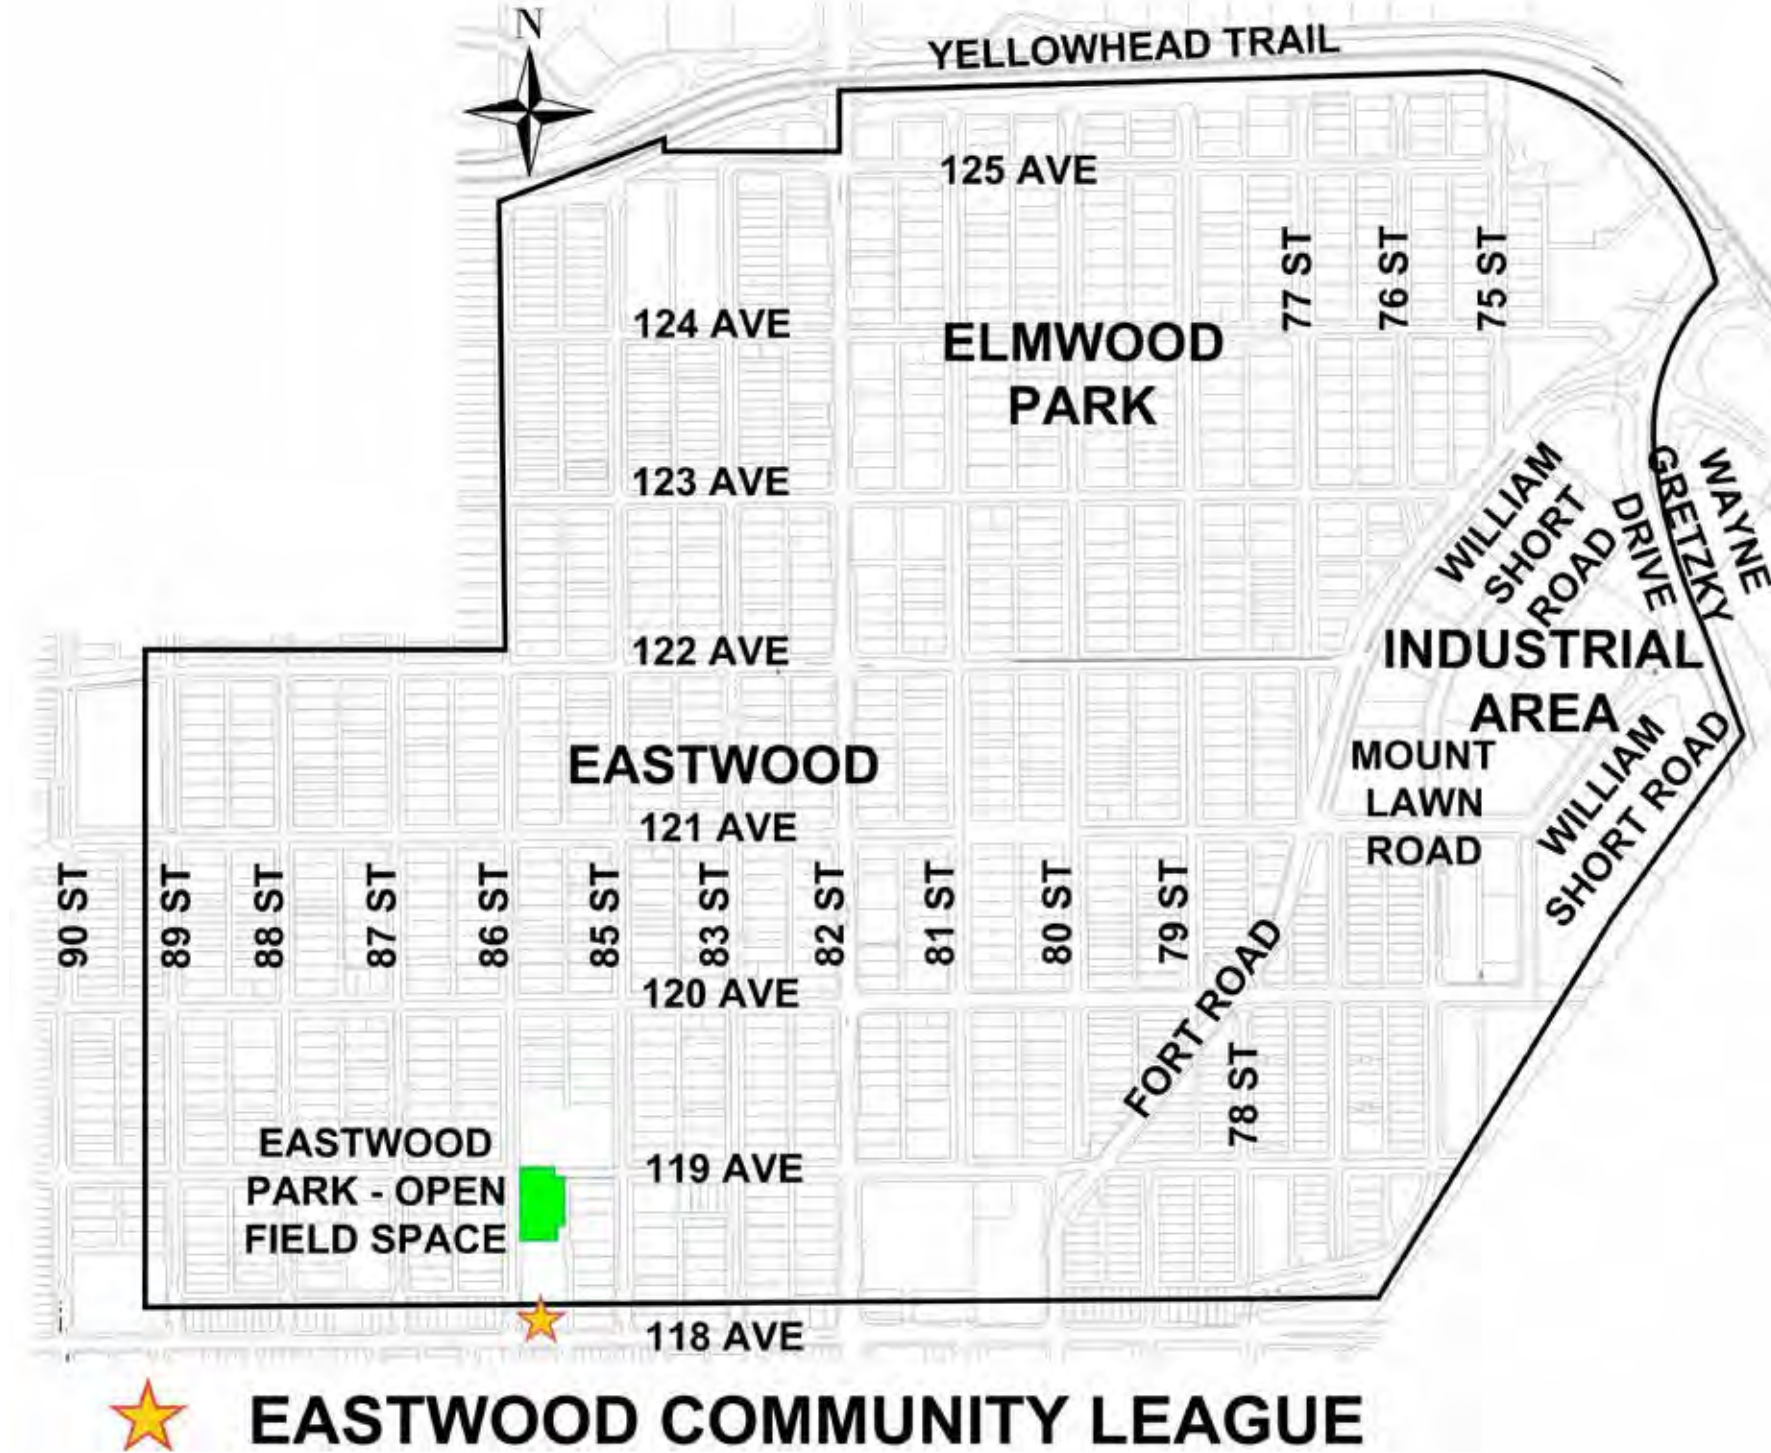 N
YELLOWHEAD TRAIL
125 AVE
77 ST
76 ST
75 ST
124 AVE
ELMWOOD
PARK
123 AVE
WILLIAM
SHORT
ROAD
WAYNE
GRETZKY
DRIVE
122 AVE
INDUSTRIAL
AREA
EASTWOOD
MOUNT
LAWN
ROAD
WILLIAM
SHORT ROAD
121 AVE
90 ST
89 ST
88 ST
87 ST
86 ST
85 ST
83 ST
82 ST
81 ST
80 ST
79 ST
120 AVE
FORT ROAD
78 ST
EASTWOOD
PARK - OPEN
FIELD SPACE
119 AVE
118 AVE
EASTWOOD COMMUNITY LEAGUE